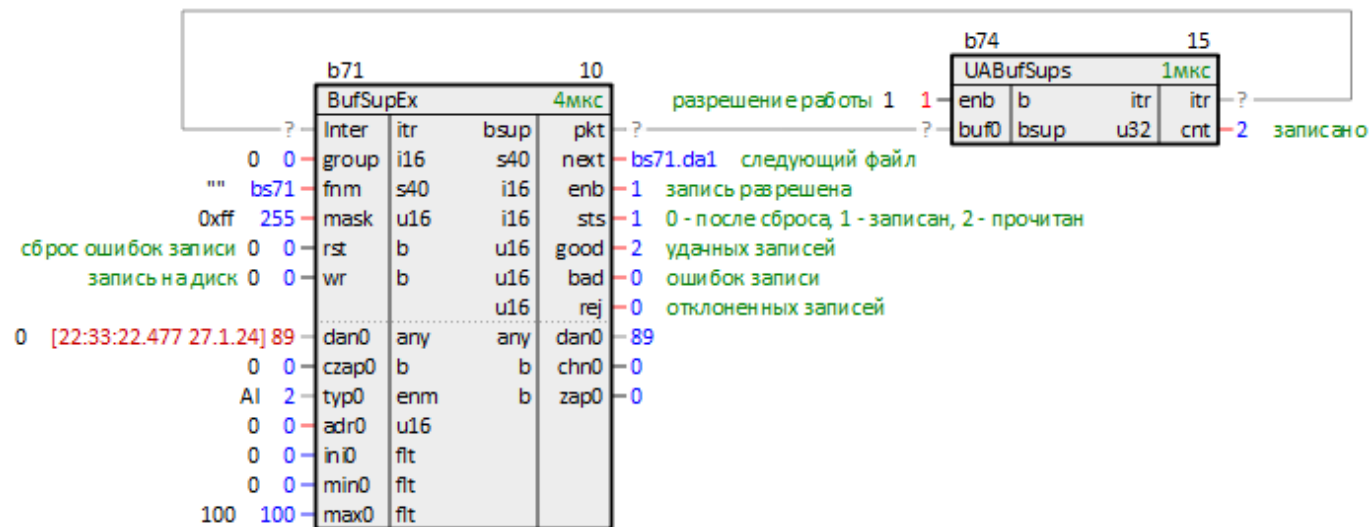 b74 15
UABufSups 1мкс
разрешение работы 1 1 enb b itr itr ?
? buf0 bsup u32 cnt 2 записано
b71 10
BufSupEx 4мкс
? Inter itr bsup pkt ?
0 0 group i16 s40 next bs71.da1 следующий файл
"" bs71 fnm s40 i16 enb 1 запись разрешена
0xff 255 mask u16 i16 sts 1 0 - после сброса, 1 - записан, 2 - прочитан
сброс ошибок записи 0 0 rst b u16 good 2 удачных записей
запись на диск 0 0 wr b u16 bad 0 ошибок записи
u16 rej 0 отклоненных записей
0 [22:33:22.477 27.1.24] 89 dan0 any any dan0 89
0 0 czap0 b b chn0 0
AI 2 typ0 enm b zap0 0
0 0 adr0 u16
0 0 ini0 flt
0 0 min0 flt
100 100 max0 flt